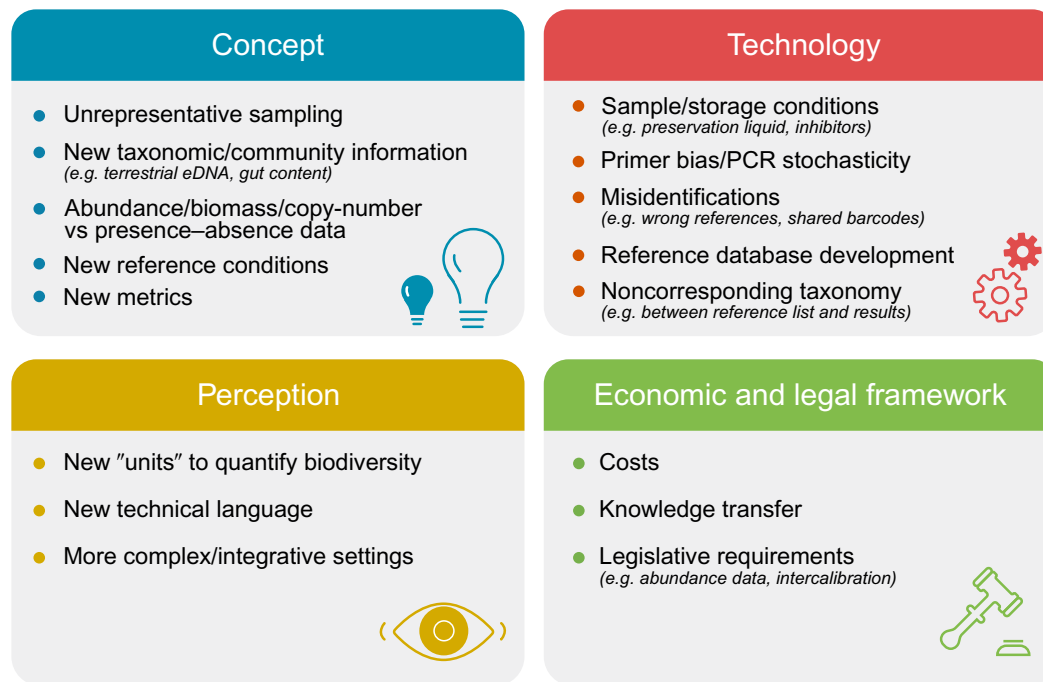 Concept
Unrepresentative sampling
New taxonomic/community information
(e.g. terrestrial eDNA, gut content)
Abundance/biomass/copy-number
vs presence–absence data
New reference conditions
New metrics
Technology
Sample/storage conditions
(e.g. preservation liquid, inhibitors)
Primer bias/PCR stochasticity
Misidentifications
(e.g. wrong references, shared barcodes)
Reference database development
Noncorresponding taxonomy
(e.g. between reference list and results)
Perception
New ″units″ to quantify biodiversity
New technical language
More complex/integrative settings
Economic and legal framework
Costs
Knowledge transfer
Legislative requirements
(e.g. abundance data, intercalibration)